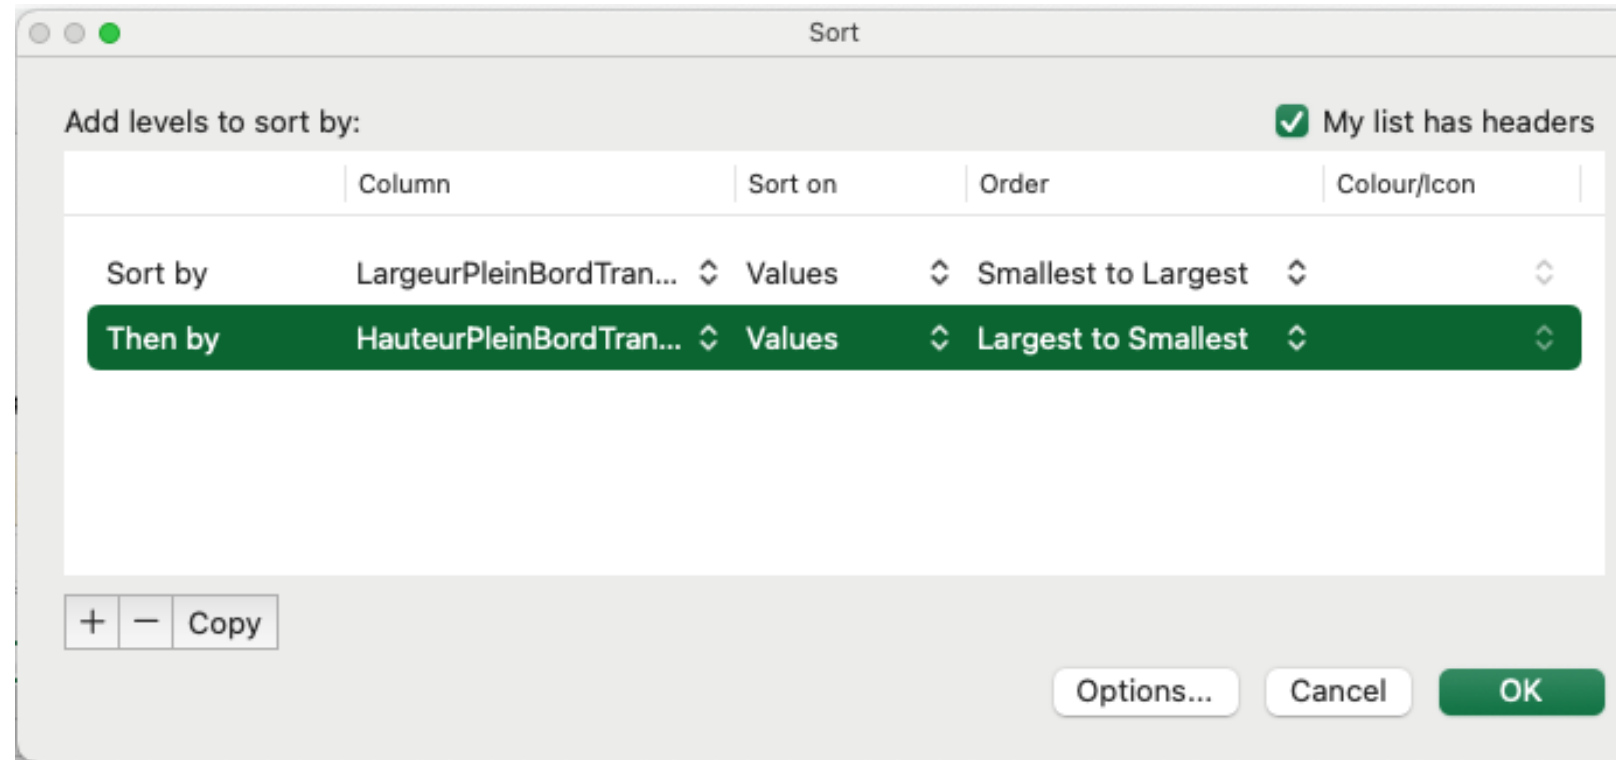 Sort
Add levels to sort by: My list has headers
Column Sort on Order Colour/Icon
Sort by LargeurPleinBordTran... Values Smallest to Largest
Then by HauteurPleinBordTran... Values Largest to Smallest
+ − Copy
Options... Cancel OK